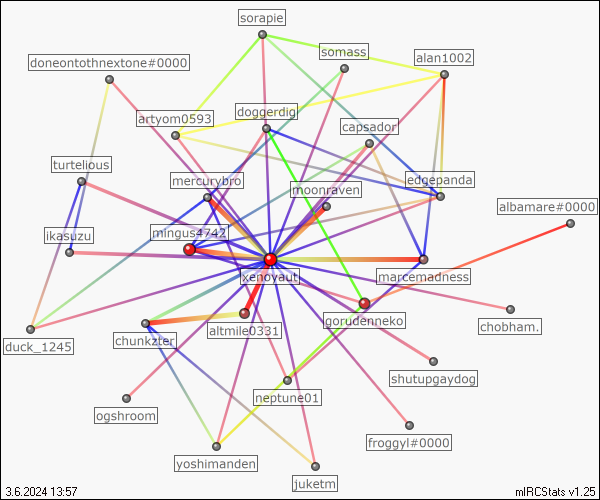 sorapie
somass
alan1002
doneontothnextone#0000
doggerdig
artyom0593
capsador
turtelious
mercurybro
moonraven
edgepanda
albamare#0000
ikasuzu
mingus4742
xenoyaut
marcemadness
chobham.
duck_1245
chunkzter
altmile0331
gorudenneko
shutupgaydog
neptune01
ogshroom
froggyl#0000
yoshimanden
juketm
3.6.2024 13:57
mIRCStats v1.25